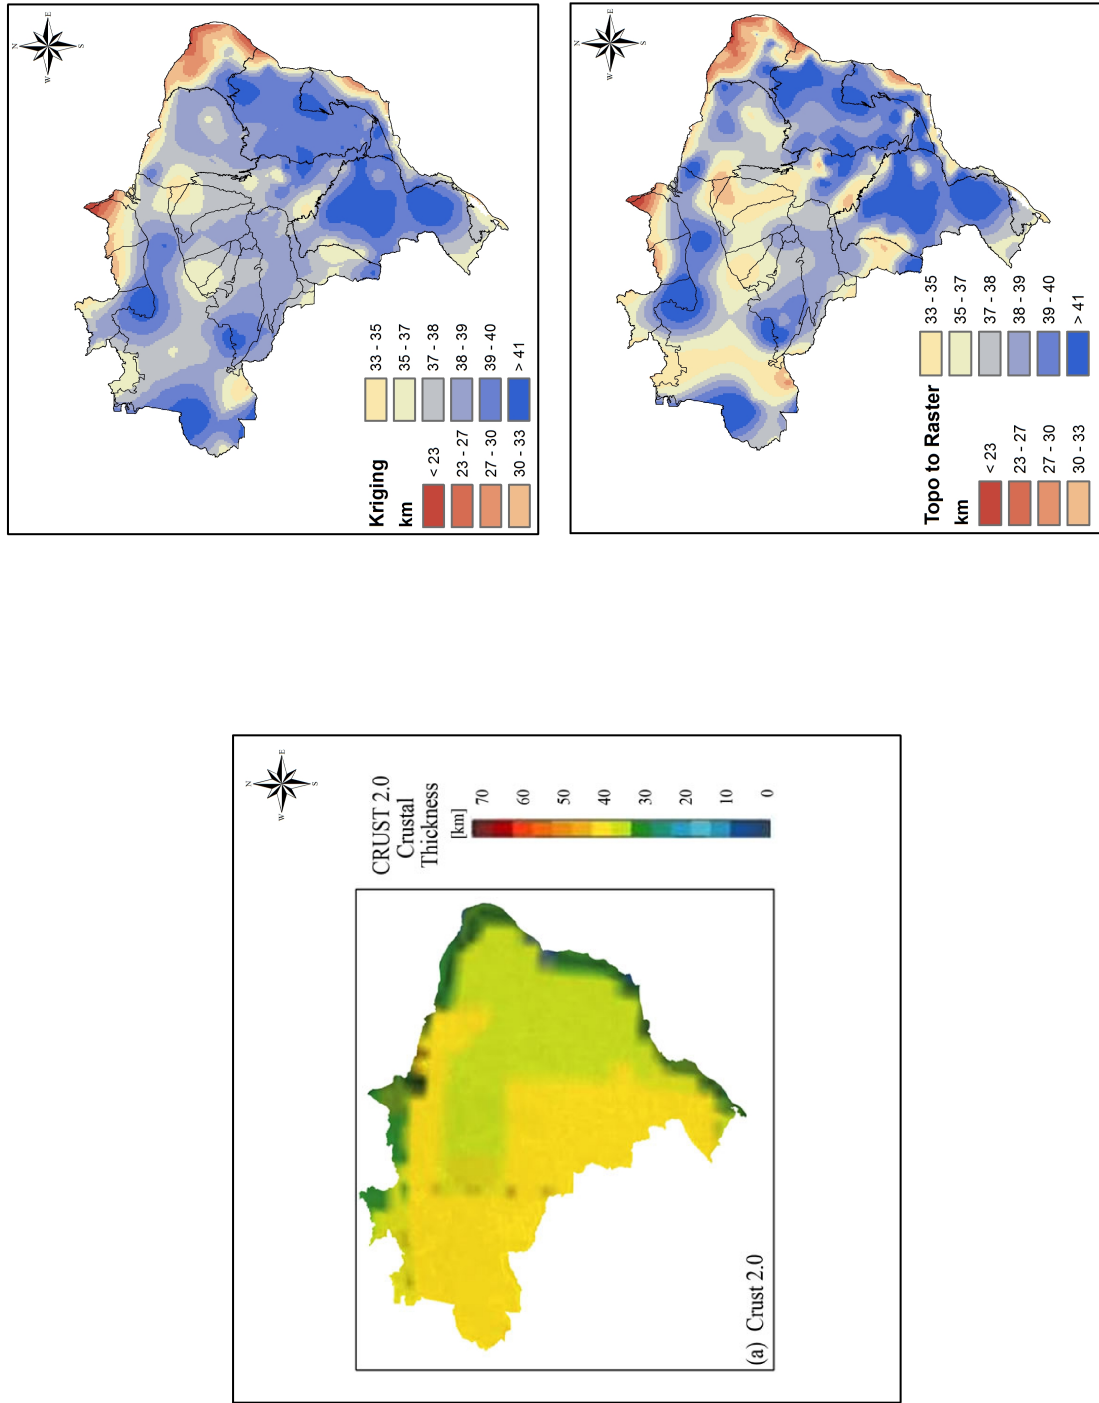 N
E
S
W
Kriging
km
< 23
23 - 27
27 - 30
30 - 33
33 - 35
35 - 37
37 - 38
38 - 39
39 - 40
> 41
N
E
S
W
Topo to Raster
km
< 23
23 - 27
27 - 30
30 - 33
33 - 35
35 - 37
37 - 38
38 - 39
39 - 40
> 41
N
E
S
W
CRUST 2.0
Crustal
Thickness
[km]
70
60
50
40
30
20
10
0
(a) Crust 2.0